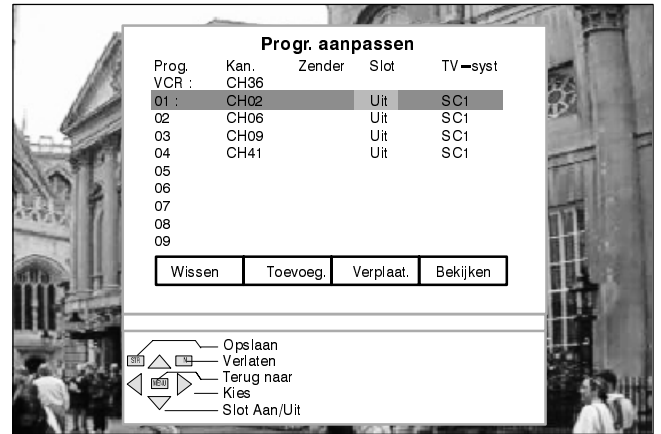 Progr. aanpassen
Prog. Kan. Zender Slot TV–syst
VCR : CH36
01 : CH02 Uit SC1
02 CH06 Uit SC1
03 CH09 Uit SC1
04 CH41 Uit SC1
05
06
07
08
09
Wissen Toevoeg. Verplaat. Bekijken
Opslaan
STR N Verlaten
Terug naar
MENU Kies
Slot Aan/Uit